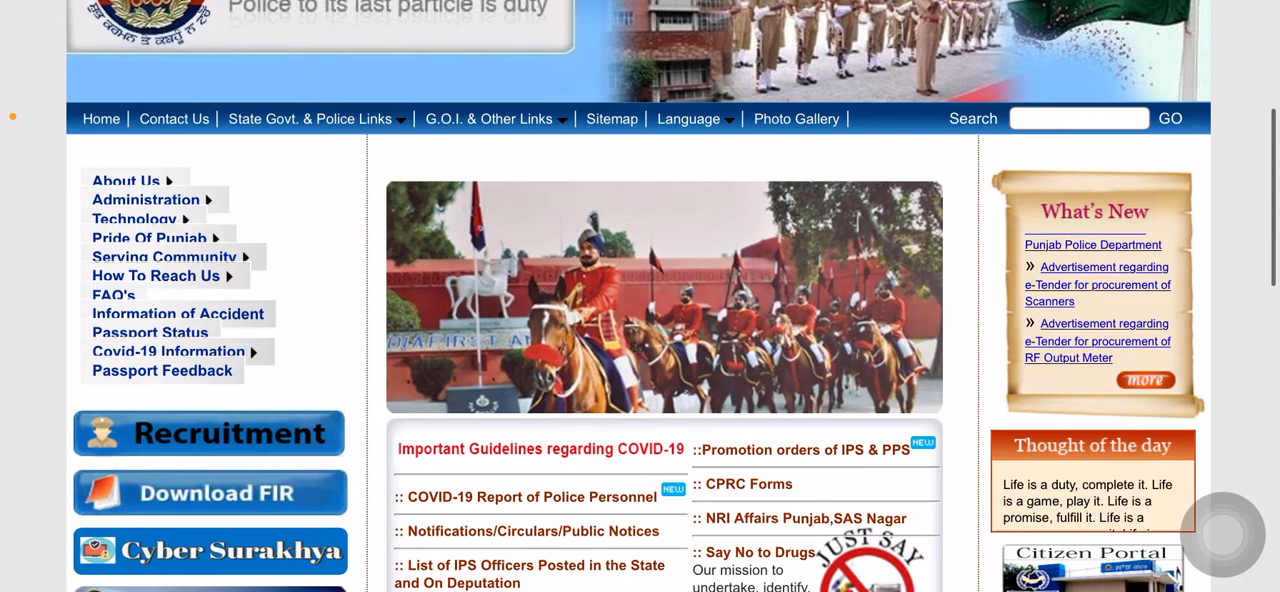 Police to its last particle is duty
Home
Contact Us
State Govt. & Police Links
G.O.I. & Other Links
Sitemap
Language
Photo Gallery
Search
GO
About Us
Administration
Technology
Pride Of Punjab
Serving Community
How To Reach Us
FAQ's
Information of Accident
Passport Status
Covid-19 Information
Passport Feedback
Recruitment
Download FIR
Cyber Surakhya
Important Guidelines regarding COVID-19
:: COVID-19 Report of Police Personnel NEW
:: Notifications/Circulars/Public Notices
:: List of IPS Officers Posted in the State
and On Deputation
::Promotion orders of IPS & PPS NEW
:: CPRC Forms
:: NRI Affairs Punjab,SAS Nagar
:: Say No to Drugs
Our mission to
undertake, identify,
JUST SAY
What's New
Punjab Police Department
» Advertisement regarding
e-Tender for procurement of
Scanners
» Advertisement regarding
e-Tender for procurement of
RF Output Meter
more
Thought of the day
Life is a duty, complete it. Life
is a game, play it. Life is a
promise, fulfill it. Life is a
Citizen Portal